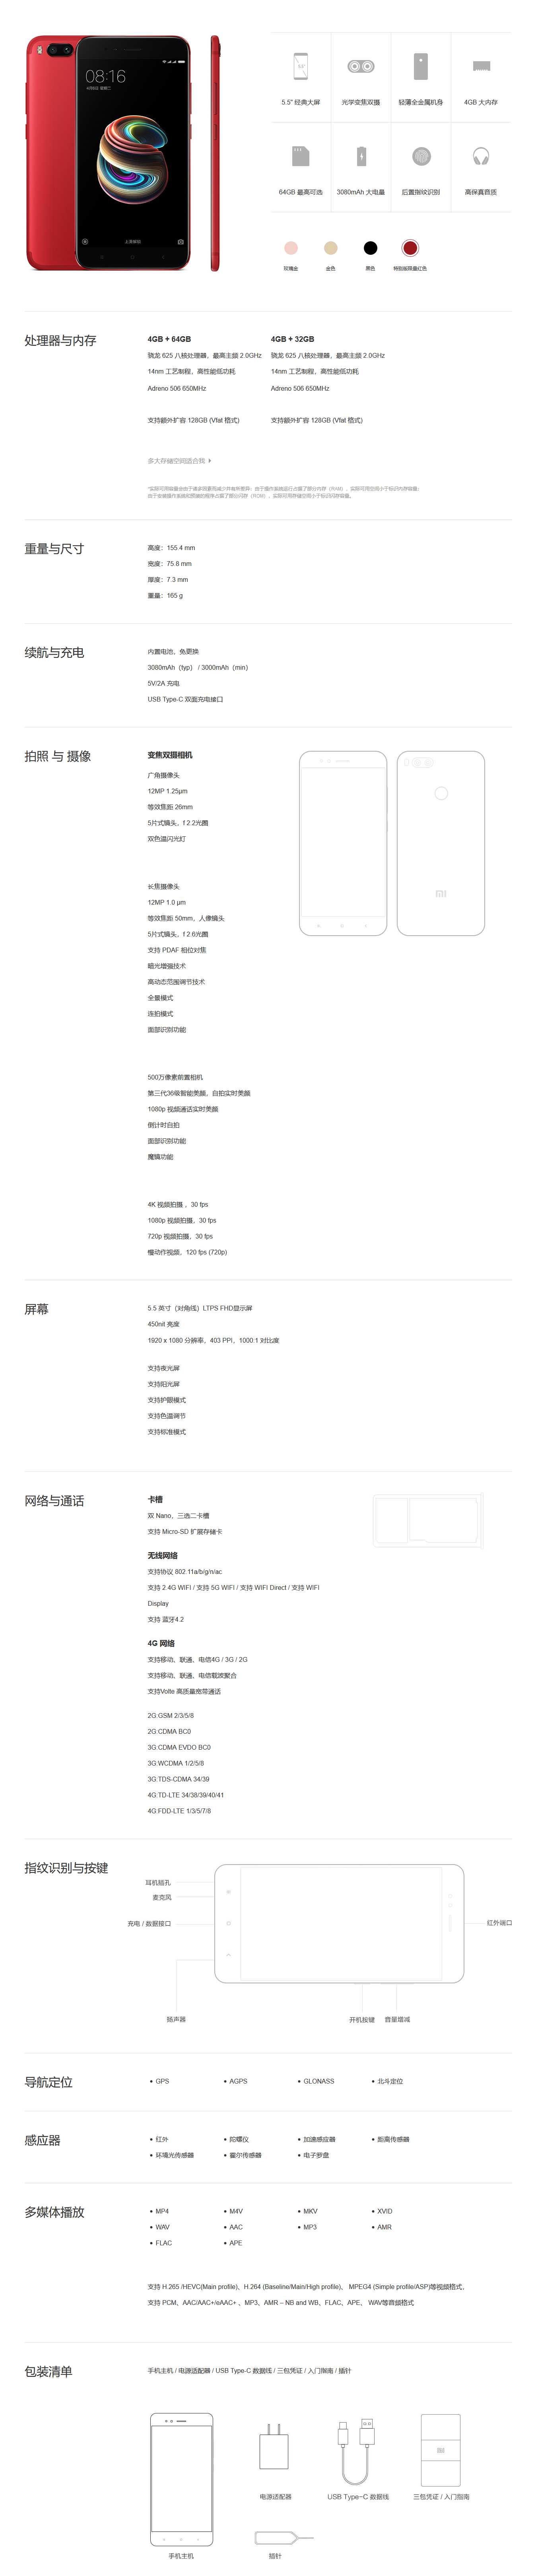 08:16
5.5" 经典大屏
光学变焦双摄
轻薄全金属机身
4GB 大内存
64GB 最高可选
3080mAh 大电量
后置指纹识别
高保真音质
玫瑰金
金色
黑色
特别版限量红色
处理器与内存
4GB + 64GB
骁龙 625 八核处理器，最高主频 2.0GHz
14nm 工艺制程，高性能低功耗
Adreno 506 650MHz
支持额外扩容 128GB (Vfat 格式)
4GB + 32GB
骁龙 625 八核处理器，最高主频 2.0GHz
14nm 工艺制程，高性能低功耗
Adreno 506 650MHz
支持额外扩容 128GB (Vfat 格式)
多大存储空间适合我
重量与尺寸
高度：155.4 mm
宽度：75.8 mm
厚度：7.3 mm
重量：165 g
续航与充电
内置电池，免更换
3080mAh（typ） / 3000mAh（min）
5V/2A 充电
USB Type-C 双面充电接口
拍照 与 摄像
变焦双摄相机
广角摄像头
12MP 1.25μm
等效焦距 26mm
5片式镜头，f 2.2光圈
双色温闪光灯
长焦摄像头
12MP 1.0 μm
等效焦距 50mm，人像镜头
5片式镜头，f 2.6光圈
支持 PDAF 相位对焦
暗光增强技术
高动态范围调节技术
全景模式
连拍模式
面部识别功能
500万像素前置相机
第三代36级智能美颜，自拍实时美颜
1080p 视频通话实时美颜
倒计时自拍
面部识别功能
魔镜功能
4K 视频拍摄 ，30 fps
1080p 视频拍摄，30 fps
720p 视频拍摄，30 fps
慢动作视频，120 fps (720p)
屏幕
5.5 英寸（对角线）LTPS FHD显示屏
450nit 亮度
1920 x 1080 分辨率，403 PPI，1000:1 对比度
支持夜光屏
支持阳光屏
支持护眼模式
支持色温调节
支持标准模式
网络与通话
卡槽
双 Nano，三选二卡槽
支持 Micro-SD 扩展存储卡
无线网络
支持协议 802.11a/b/g/n/ac
支持 2.4G WIFI / 支持 5G WIFI / 支持 WIFI Direct / 支持 WIFI
Display
支持 蓝牙4.2
4G 网络
支持移动、联通、电信4G / 3G / 2G
支持移动、联通、电信载波聚合
支持Volte 高质量宽带通话
2G:GSM 2/3/5/8
2G:CDMA BC0
3G:CDMA EVDO BC0
3G:WCDMA 1/2/5/8
3G:TDS-CDMA 34/39
4G:TD-LTE 34/38/39/40/41
4G:FDD-LTE 1/3/5/7/8
指纹识别与按键
耳机插孔
麦克风
充电 / 数据接口
扬声器
红外端口
开机按键
音量增减
导航定位
• GPS
• AGPS
• GLONASS
• 北斗定位
感应器
• 红外
• 陀螺仪
• 加速感应器
• 距离传感器
• 环境光传感器
• 霍尔传感器
• 电子罗盘
多媒体播放
• MP4
• M4V
• MKV
• XVID
• WAV
• AAC
• MP3
• AMR
• FLAC
• APE
支持 H.265 /HEVC(Main profile)、H.264 (Baseline/Main/High profile)、 MPEG4 (Simple profile/ASP)等视频格式，
支持 PCM、AAC/AAC+/eAAC+ 、MP3、AMR – NB and WB、FLAC、APE、 WAV等音频格式
包装清单
手机主机 / 电源适配器 / USB Type-C 数据线 / 三包凭证 / 入门指南 / 插针
手机主机
电源适配器
USB Type-C 数据线
三包凭证 / 入门指南
插针